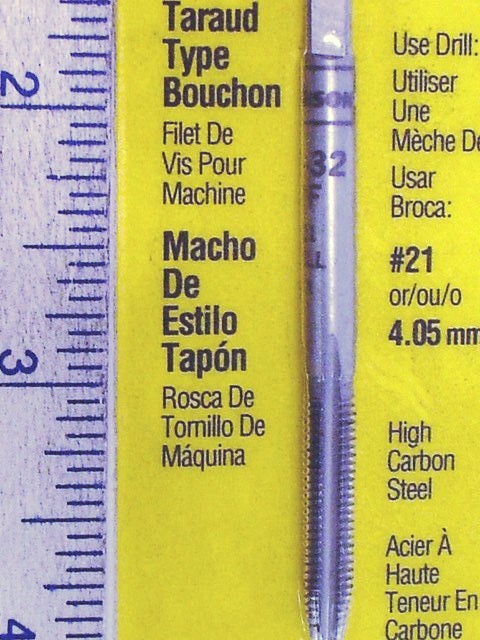 2
3
4
Taraud
Type
Bouchon
Filet De
Vis Pour
Machine
Macho
De
Estilo
Tapón
Rosca De
Tornillo De
Máquina
SON
32
F
L
Use Drill:
Utiliser
Une
Mèche De
Usar
Broca:
#21
or/ou/o
4.05 mm
High
Carbon
Steel
Acier À
Haute
Teneur En
Carbone